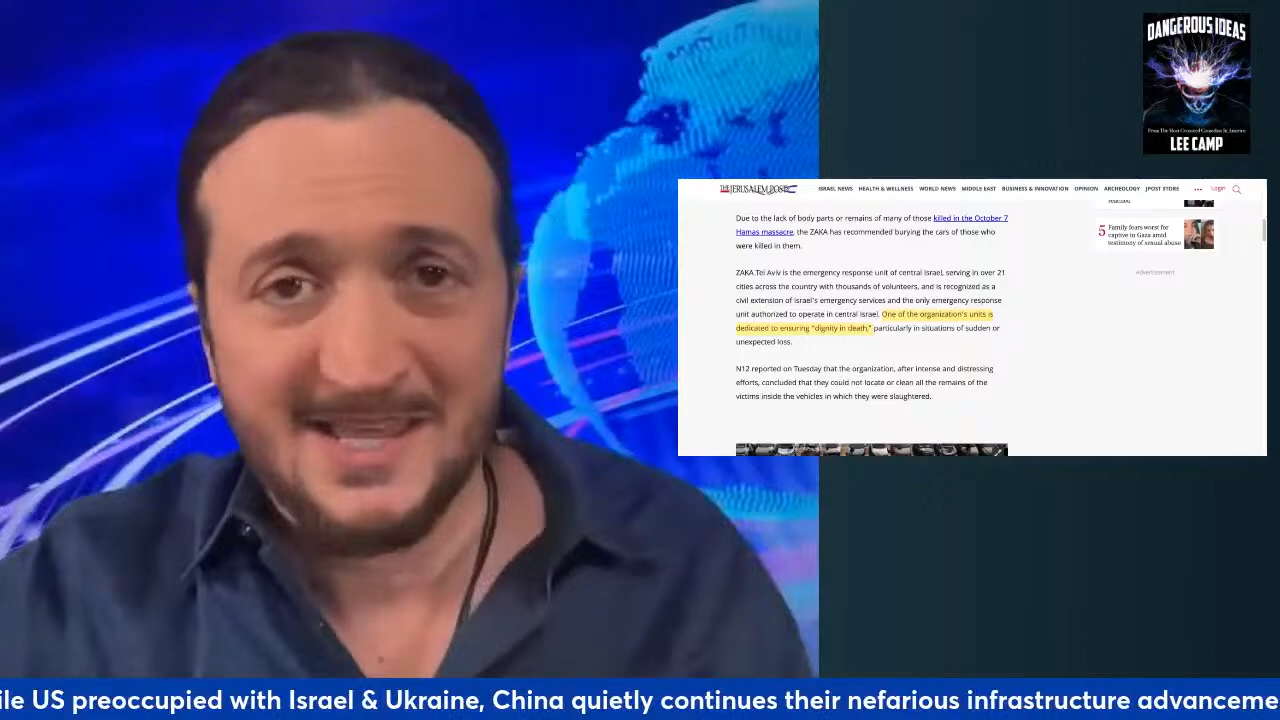 DANGEROUS IDEAS
From The Most Censored Comedian In America
LEE CAMP
THE JERUSALEM POST
ISRAEL NEWS HEALTH & WELLNESS WORLD NEWS MIDDLE EAST BUSINESS & INNOVATION OPINION ARCHEOLOGY JPOST STORE ... Login
Due to the lack of body parts or remains of many of those killed in the October 7
Hamas massacre, the ZAKA has recommended burying the cars of those who
were killed in them.
ZAKA Tel Aviv is the emergency response unit of central Israel, serving in over 21
cities across the country with thousands of volunteers, and is recognized as a
civil extension of Israel's emergency services and the only emergency response
unit authorized to operate in central Israel. One of the organization's units is
dedicated to ensuring "dignity in death," particularly in situations of sudden or
unexpected loss.
N12 reported on Tuesday that the organization, after intense and distressing
efforts, concluded that they could not locate or clean all the remains of the
victims inside the vehicles in which they were slaughtered.
5 Family fears worst for
captive in Gaza amid
testimony of sexual abuse
Advertisement
ile US preoccupied with Israel & Ukraine, China quietly continues their nefarious infrastructure advanceme